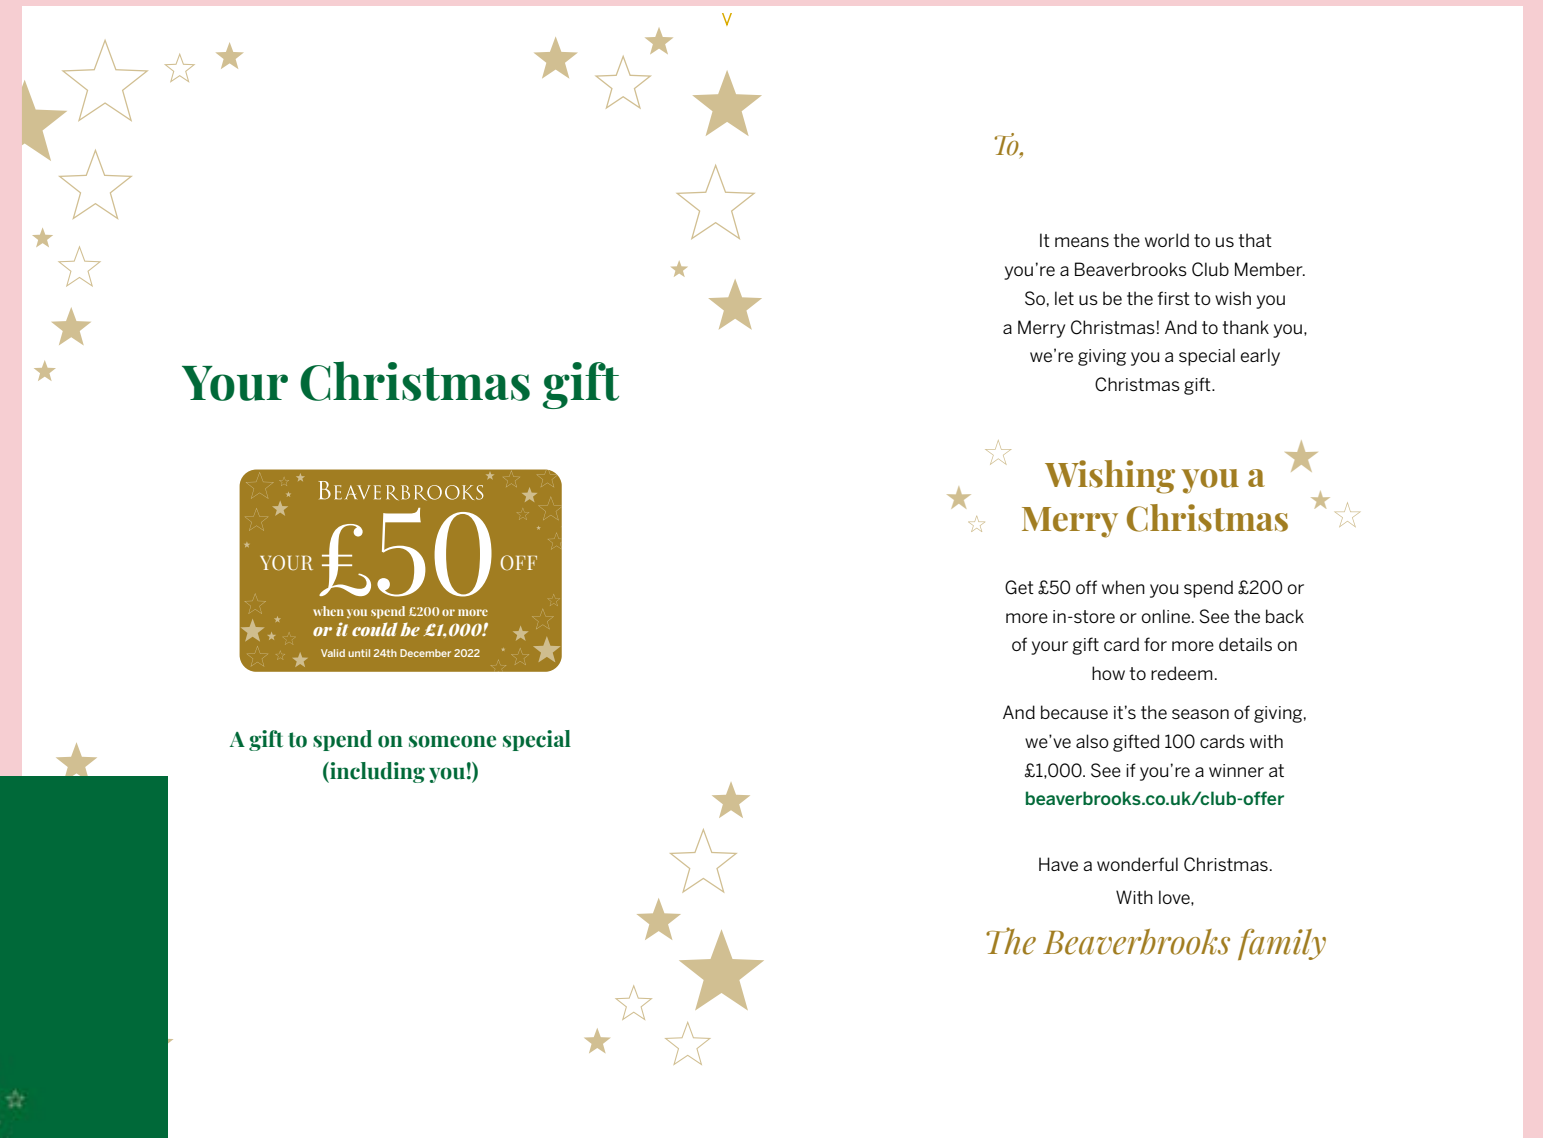 Your Christmas gift
BEAVERBROOKS
YOUR £50 OFF
when you spend £200 or more
or it could be £1,000!
Valid until 24th December 2022
A gift to spend on someone special
(including you!)
To,
It means the world to us that
you're a Beaverbrooks Club Member.
So, let us be the first to wish you
a Merry Christmas! And to thank you,
we're giving you a special early
Christmas gift.
Wishing you a
Merry Christmas
Get £50 off when you spend £200 or
more in-store or online. See the back
of your gift card for more details on
how to redeem.
And because it's the season of giving,
we've also gifted 100 cards with
£1,000. See if you're a winner at
beaverbrooks.co.uk/club-offer
Have a wonderful Christmas.
With love,
The Beaverbrooks family